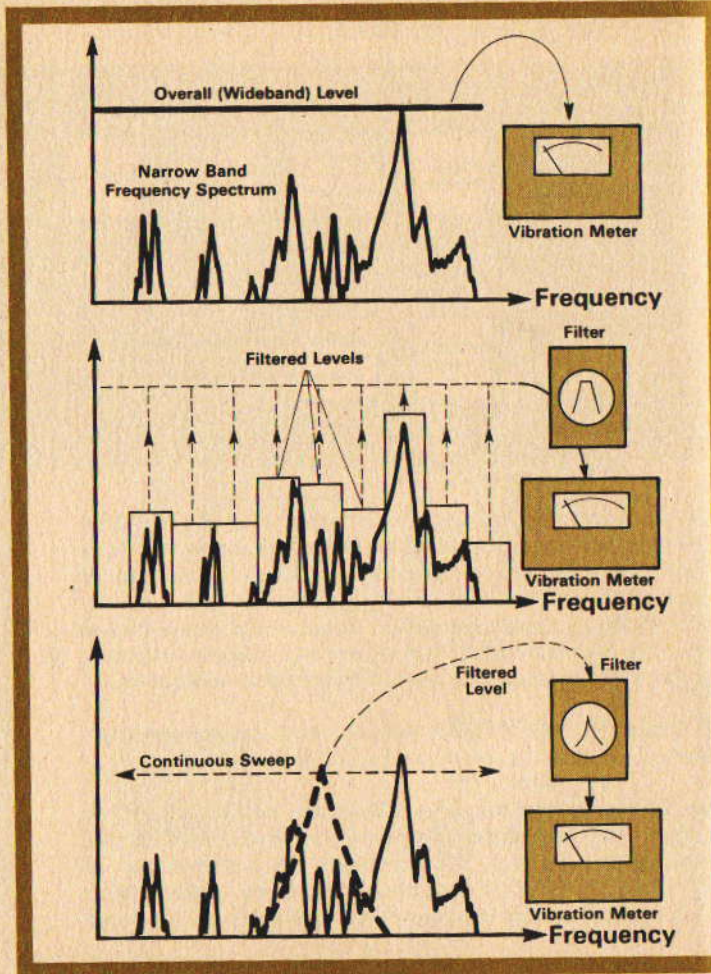 Overall (Wideband) Level
Narrow Band
Frequency Spectrum
Vibration Meter
Frequency
Filter
Filtered Levels
Vibration Meter
Frequency
Filtered
Level
Filter
Continuous Sweep
Vibration Meter
Frequency